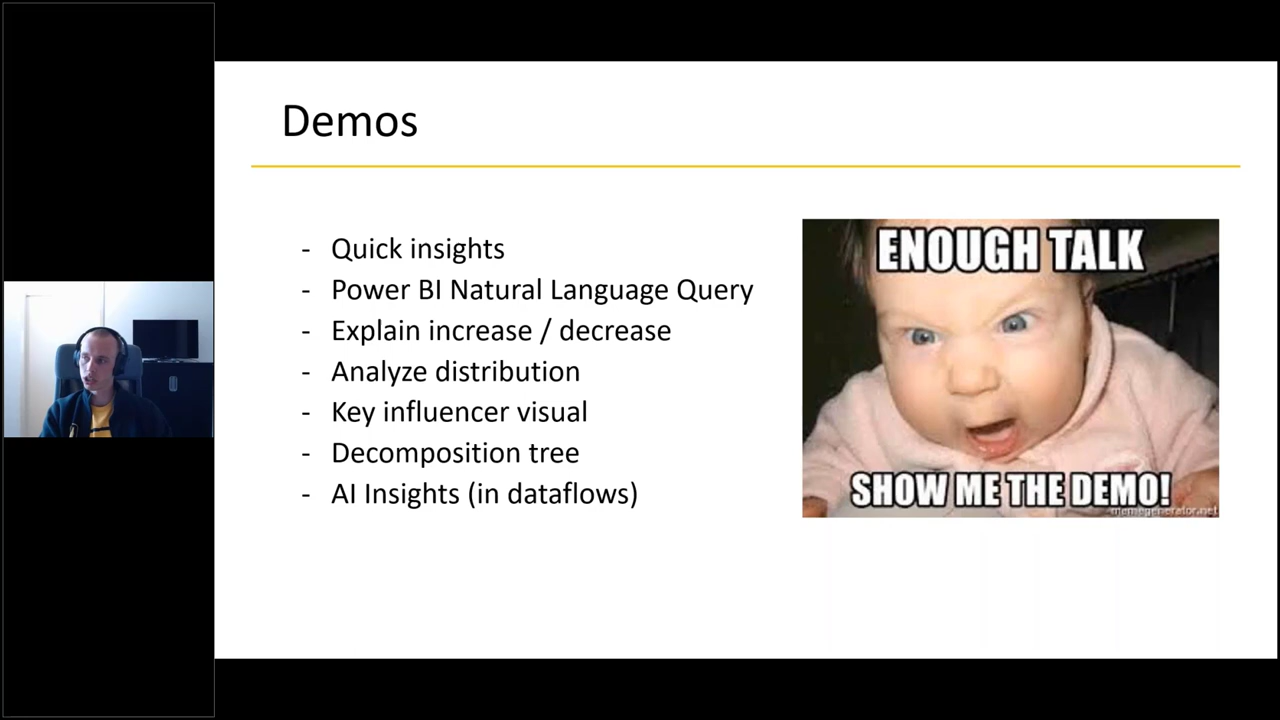 Demos
- Quick insights
- Power BI Natural Language Query
- Explain increase / decrease
- Analyze distribution
- Key influencer visual
- Decomposition tree
- AI Insights (in dataflows)
ENOUGH TALK
SHOW ME THE DEMO!
memegenerator.net